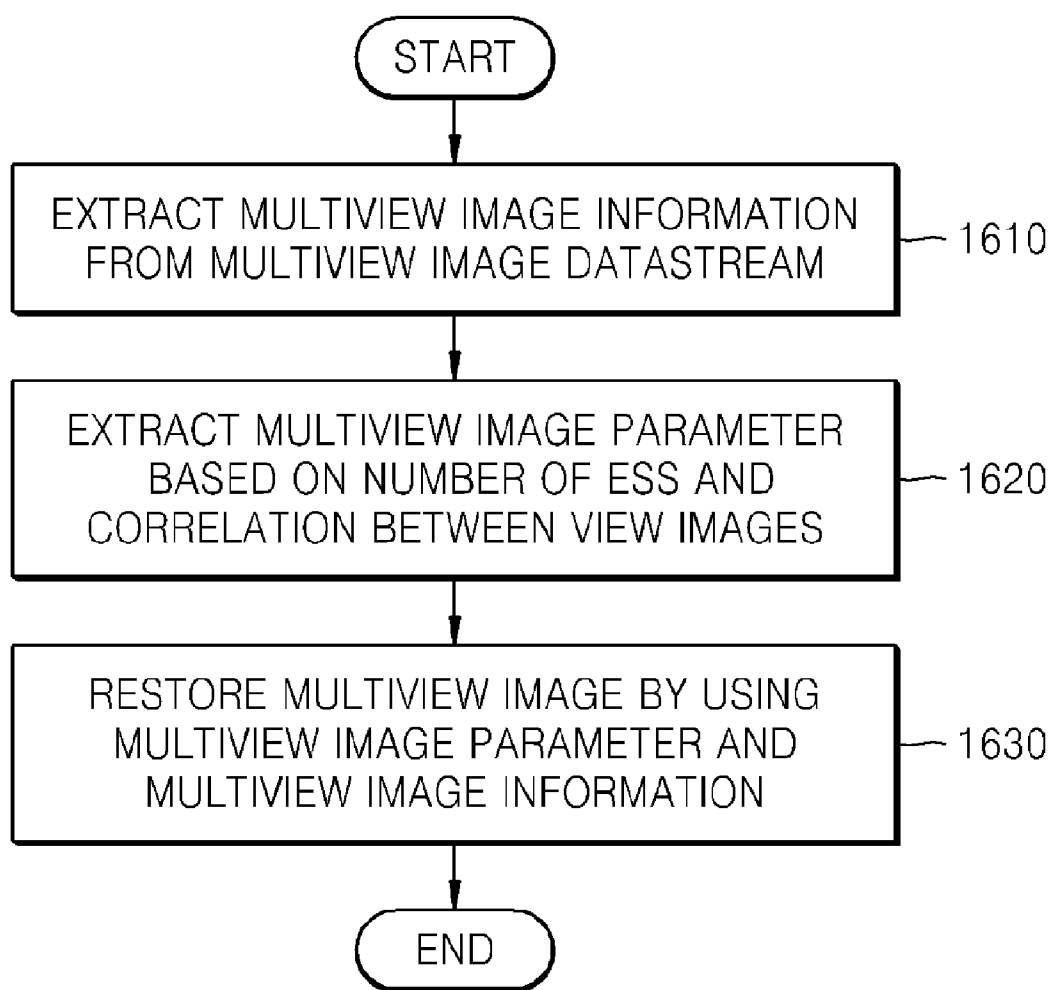 START
EXTRACT MULTIVIEW IMAGE INFORMATION
FROM MULTIVIEW IMAGE DATASTREAM
1610
EXTRACT MULTIVIEW IMAGE PARAMETER
BASED ON NUMBER OF ESS AND
CORRELATION BETWEEN VIEW IMAGES
1620
RESTORE MULTIVIEW IMAGE BY USING
MULTIVIEW IMAGE PARAMETER AND
MULTIVIEW IMAGE INFORMATION
1630
END